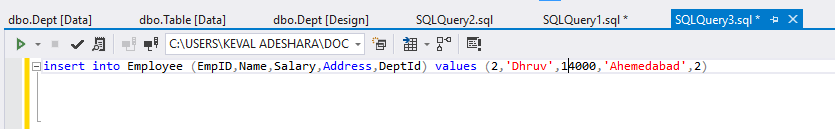 dbo.Dept [Data] dbo.Table [Data] dbo.Dept [Design] SQLQuery2.sql SQLQuery1.sql * SQLQuery3.sql *
C:\USERS\KEVAL ADESHARA\DOC
insert into Employee (EmpID,Name,Salary,Address,DeptId) values (2,'Dhruv',14000,'Ahemedabad',2)